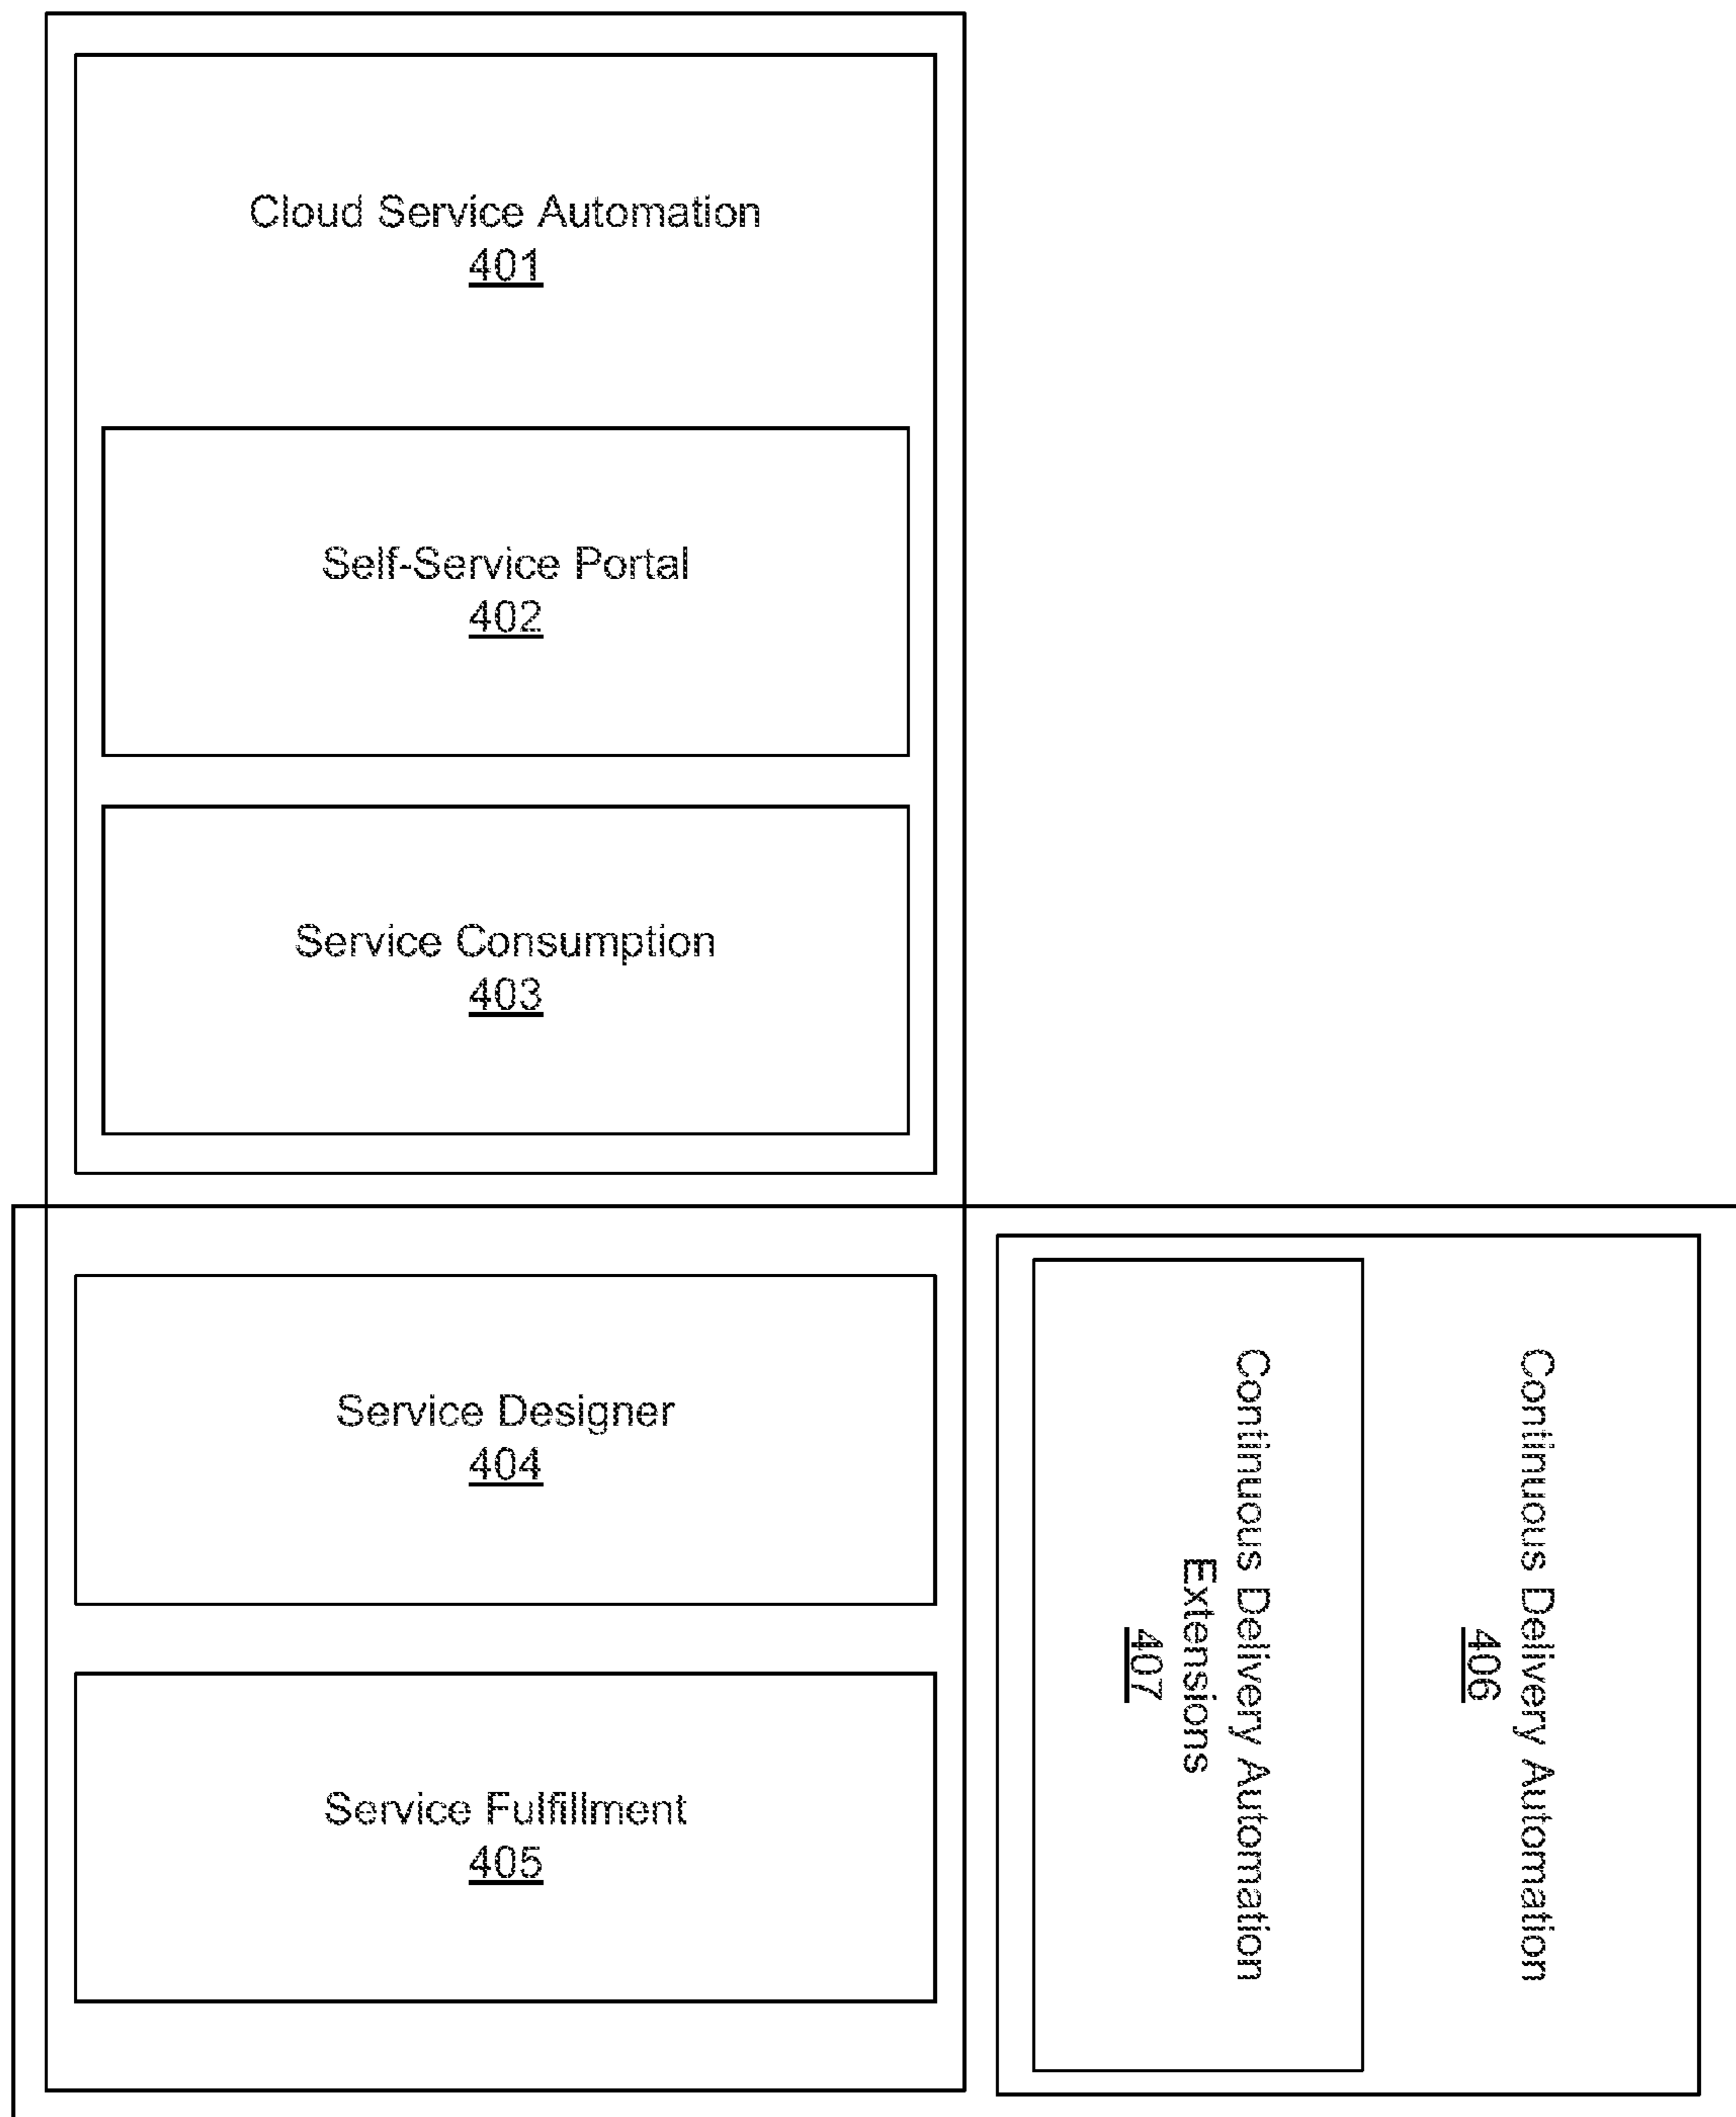 Cloud Service Automation
401
Self-Service Portal
402
Service Consumption
403
Service Designer
404
Service Fulfillment
405
Continuous Delivery Automation
406
Continuous Delivery Automation
Extensions
407